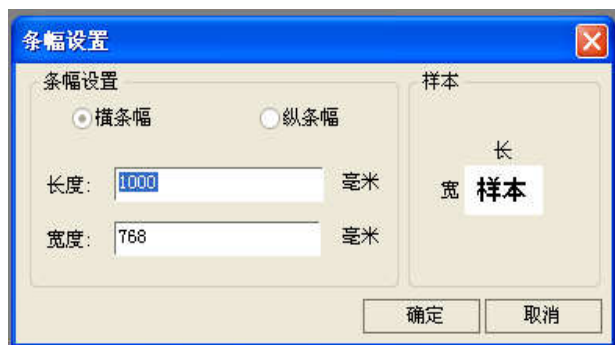 条幅设置
条幅设置
横条幅
纵条幅
长度: 1000 毫米
宽度: 768 毫米
样本
长
宽 样本
确定
取消